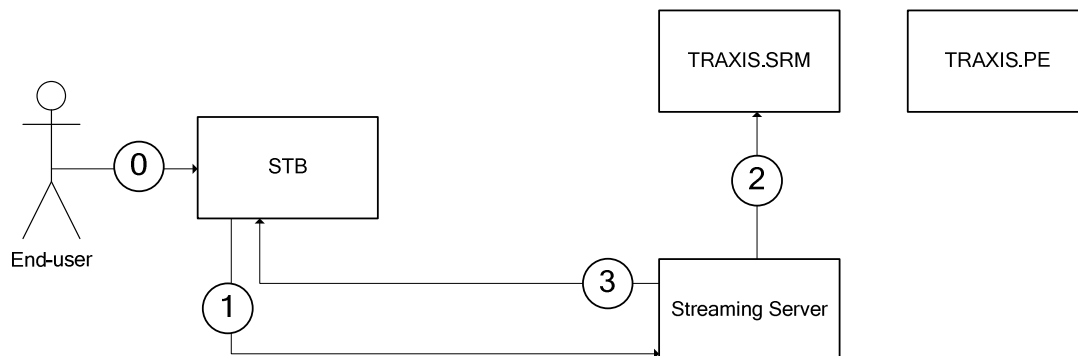 TRAXIS.SRM
TRAXIS.PE
0
STB
2
End-user
3
1
Streaming Server